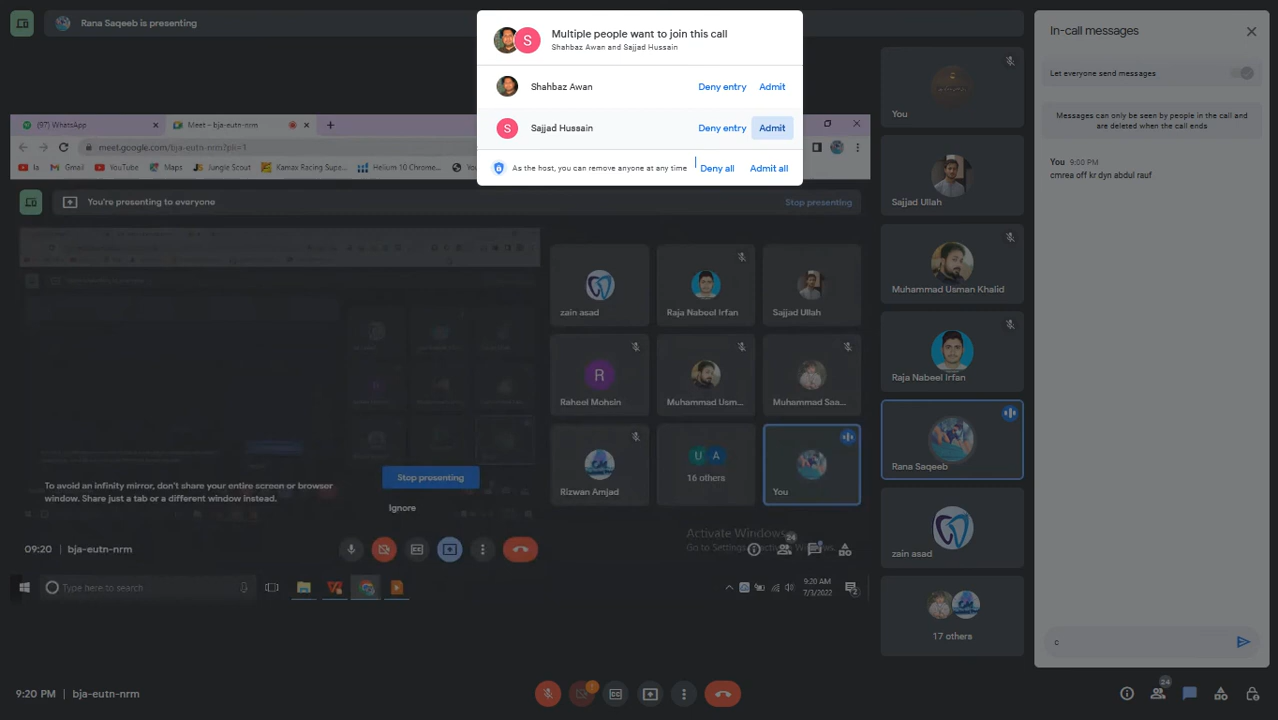 Rana Saqeeb is presenting
Multiple people want to join this call
Shahbaz Awan and Sajjad Hussain
Shahbaz Awan
Deny entry
Admit
S
Sajjad Hussain
Deny entry
Admit
As the host, you can remove anyone at any time
Deny all
Admit all
(97) WhatsApp
Meet – bja-eutn-nrm
meet.google.com/bja-eutn-nrm?pli=1
Gmail
YouTube
Maps
Jungle Scout
Kamax Racing Supe...
Helium 10 Chrome...
You're presenting to everyone
Stop presenting
zain asad
Raja Nabeel Irfan
Sajjad Ullah
R
Raheel Mohsin
Muhammad Usm...
Muhammad Saa...
Rizwan Amjad
U A
16 others
You
To avoid an infinity mirror, don't share your entire screen or browser
window. Share just a tab or a different window instead.
Stop presenting
Ignore
Activate Windows
09:20
bja-eutn-nrm
24
Type here to search
9:20 AM
7/3/2022
2
You
Sajjad Ullah
Muhammad Usman Khalid
Raja Nabeel Irfan
Rana Saqeeb
zain asad
17 others
In-call messages
Let everyone send messages
Messages can only be seen by people in the call and
are deleted when the call ends
You 9:00 PM
cmrea off kr dyn abdul rauf
c
9:20 PM
bja-eutn-nrm
24